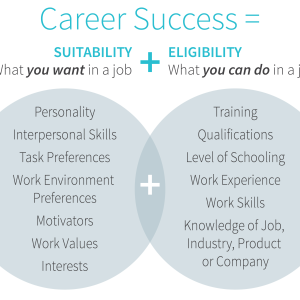 Career Success =
SUITABILITY + ELIGIBILITY
What you want in a job
What you can do in a j
Personality
Interpersonal Skills
Task Preferences
Work Environment
Preferences
Motivators
Work Values
Interests
+
Training
Qualifications
Level of Schooling
Work Experience
Work Skills
Knowledge of Job,
Industry, Product
or Company